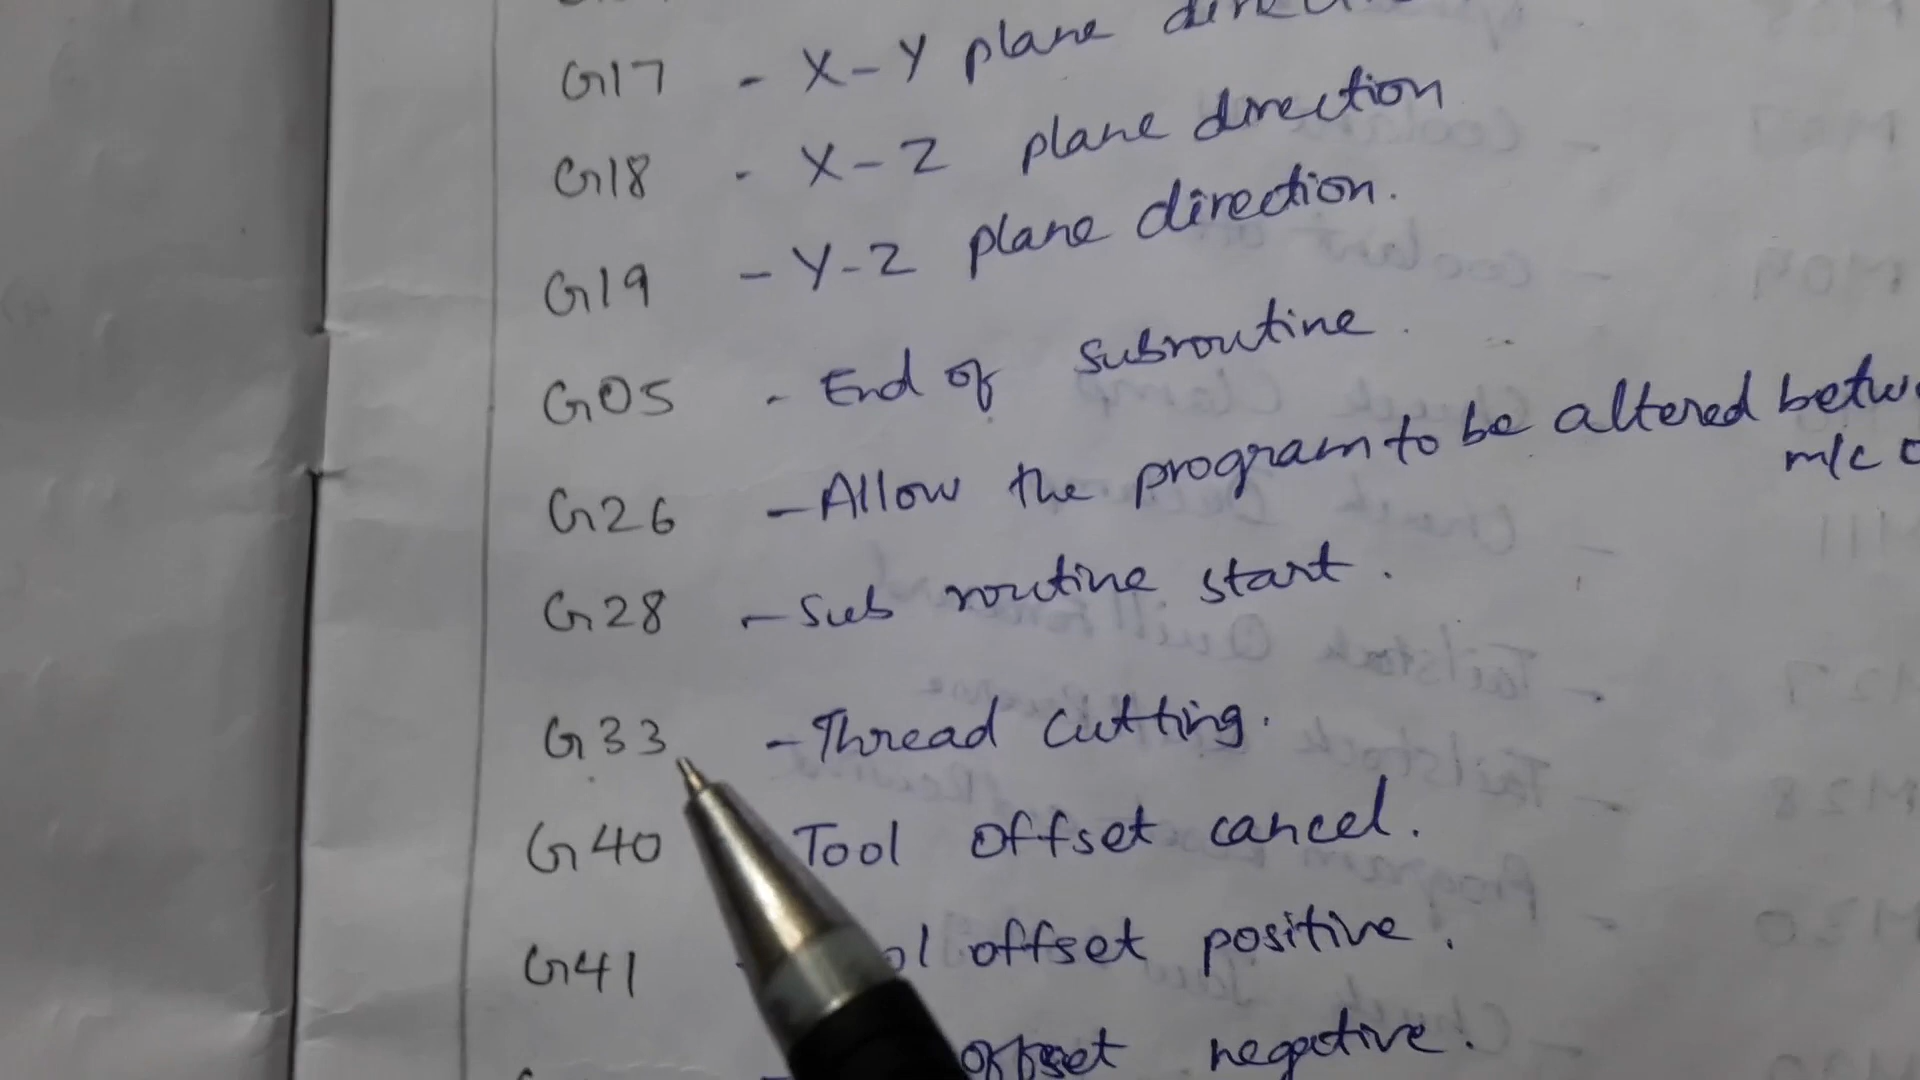 G17 - X-Y plane
G18 - X-Z plane direction
G19 - Y-Z plane direction.
G05 - End of subroutine.
G26 - Allow the program to be altered
m/c
G28 - Sub routine start.
G33 - Thread cutting.
G40 Tool offset cancel.
G41 - offset positive.
offset negative.